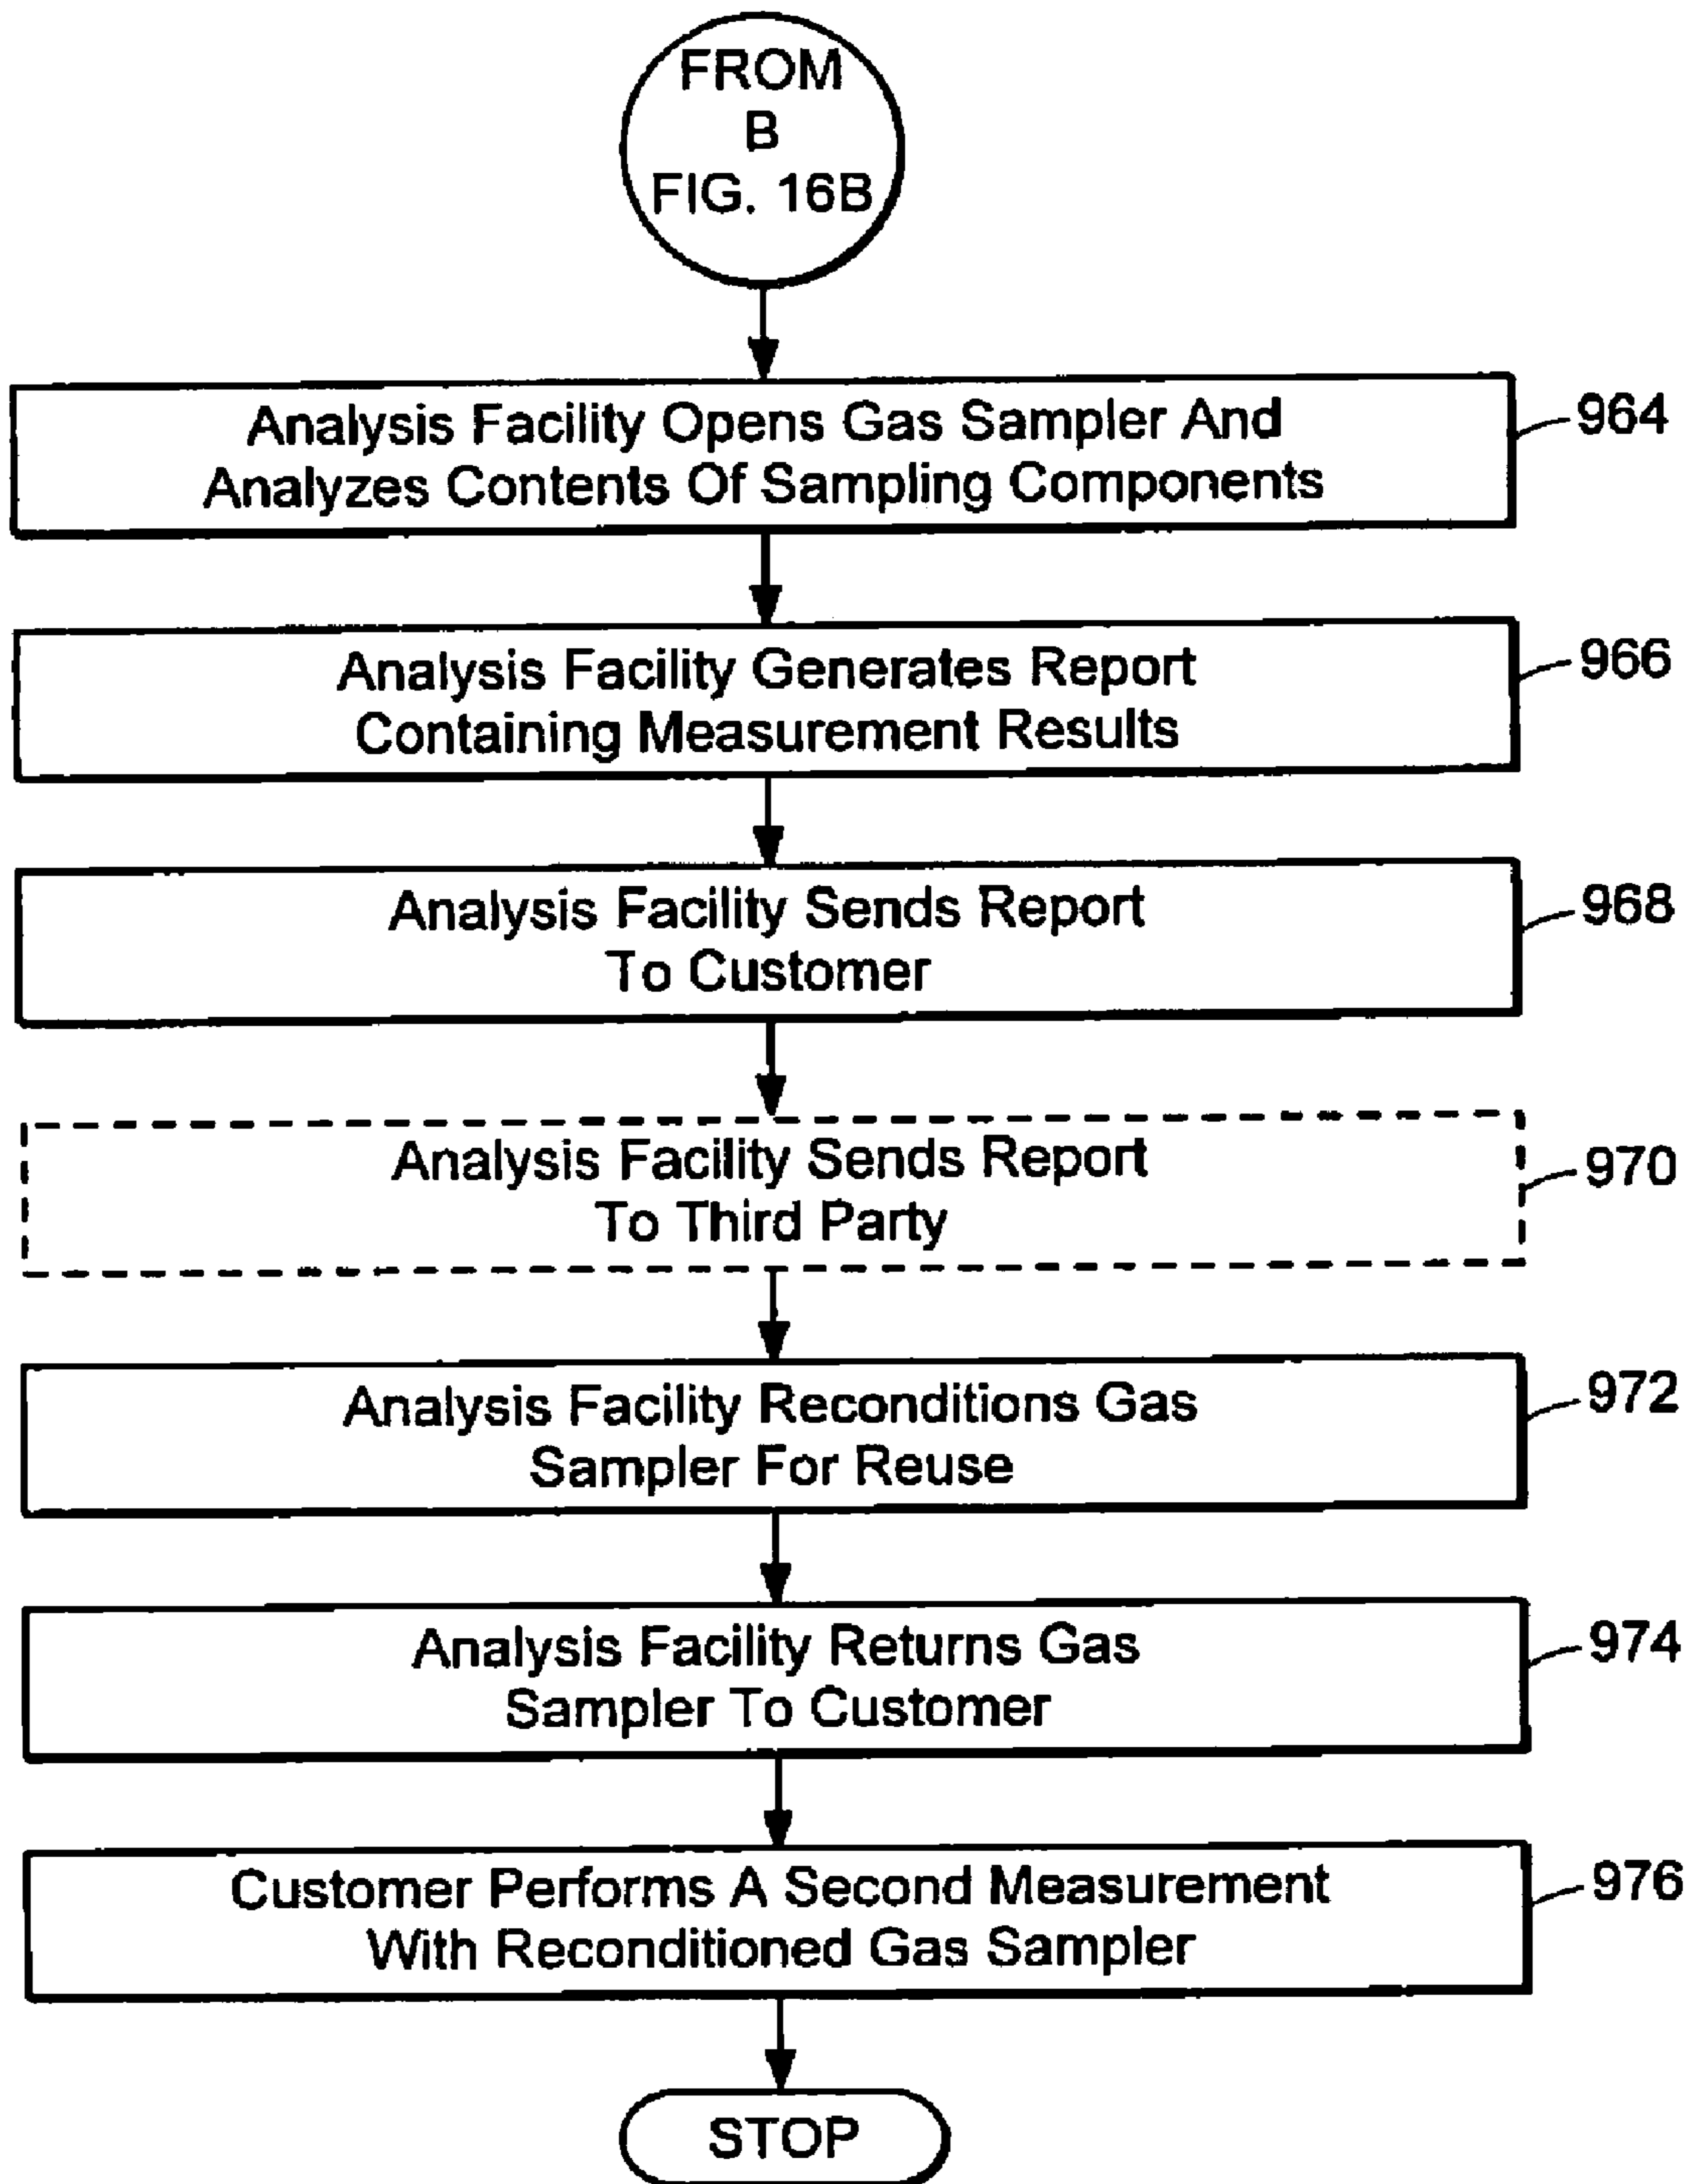 FROM
B
FIG. 16B
Analysis Facility Opens Gas Sampler And
Analyzes Contents Of Sampling Components
964
Analysis Facility Generates Report
Containing Measurement Results
966
Analysis Facility Sends Report
To Customer
968
Analysis Facility Sends Report
To Third Party
970
Analysis Facility Reconditions Gas
Sampler For Reuse
972
Analysis Facility Returns Gas
Sampler To Customer
974
Customer Performs A Second Measurement
With Reconditioned Gas Sampler
976
STOP